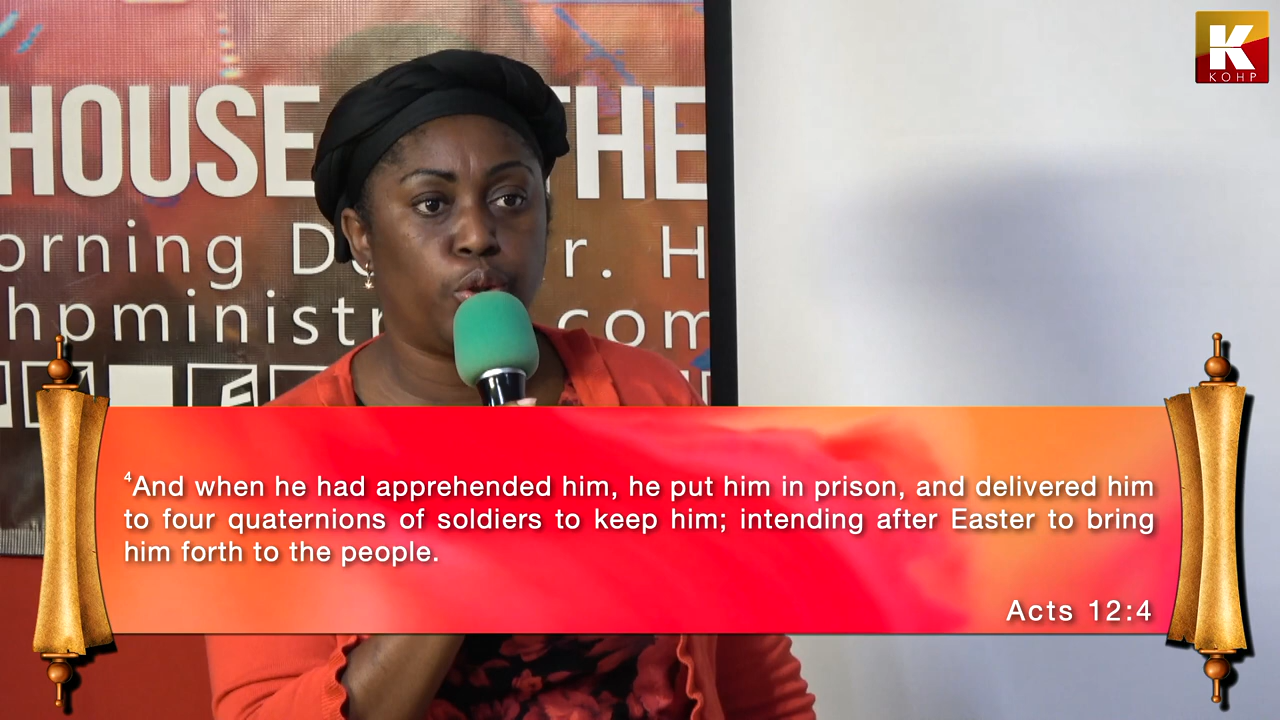 K
KOHP
HOUSE THE
orning D r. H
hpministr com
⁴And when he had apprehended him, he put him in prison, and delivered him
to four quaternions of soldiers to keep him; intending after Easter to bring
him forth to the people.
Acts 12:4